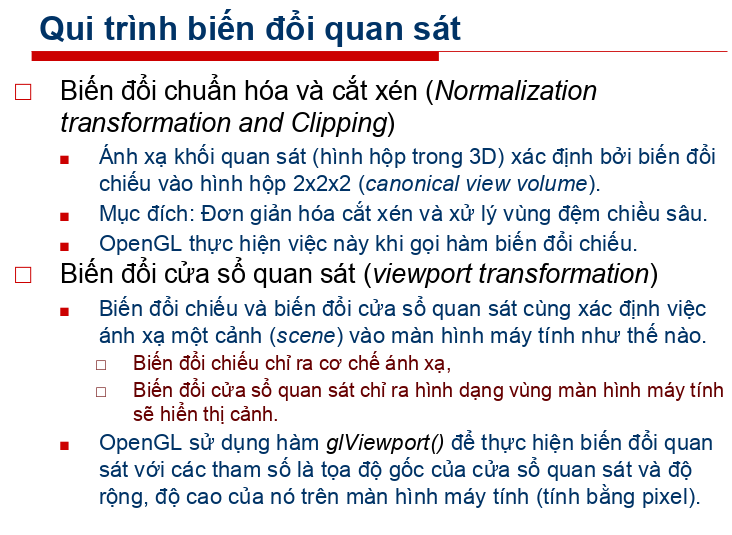 Qui trình biến đổi quan sát
Biến đổi chuẩn hóa và cắt xén (Normalization
transformation and Clipping)
Ánh xạ khối quan sát (hình hộp trong 3D) xác định bởi biến đổi
chiếu vào hình hộp 2x2x2 (canonical view volume).
Mục đích: Đơn giản hóa cắt xén và xử lý vùng đệm chiều sâu.
OpenGL thực hiện việc này khi gọi hàm biến đổi chiếu.
Biến đổi cửa sổ quan sát (viewport transformation)
Biến đổi chiếu và biến đổi cửa sổ quan sát cùng xác định việc
ánh xạ một cảnh (scene) vào màn hình máy tính như thế nào.
Biến đổi chiếu chỉ ra cơ chế ánh xạ,
Biến đổi cửa sổ quan sát chỉ ra hình dạng vùng màn hình máy tính
sẽ hiển thị cảnh.
OpenGL sử dụng hàm glViewport() để thực hiện biến đổi quan
sát với các tham số là tọa độ gốc của cửa sổ quan sát và độ
rộng, độ cao của nó trên màn hình máy tính (tính bằng pixel).